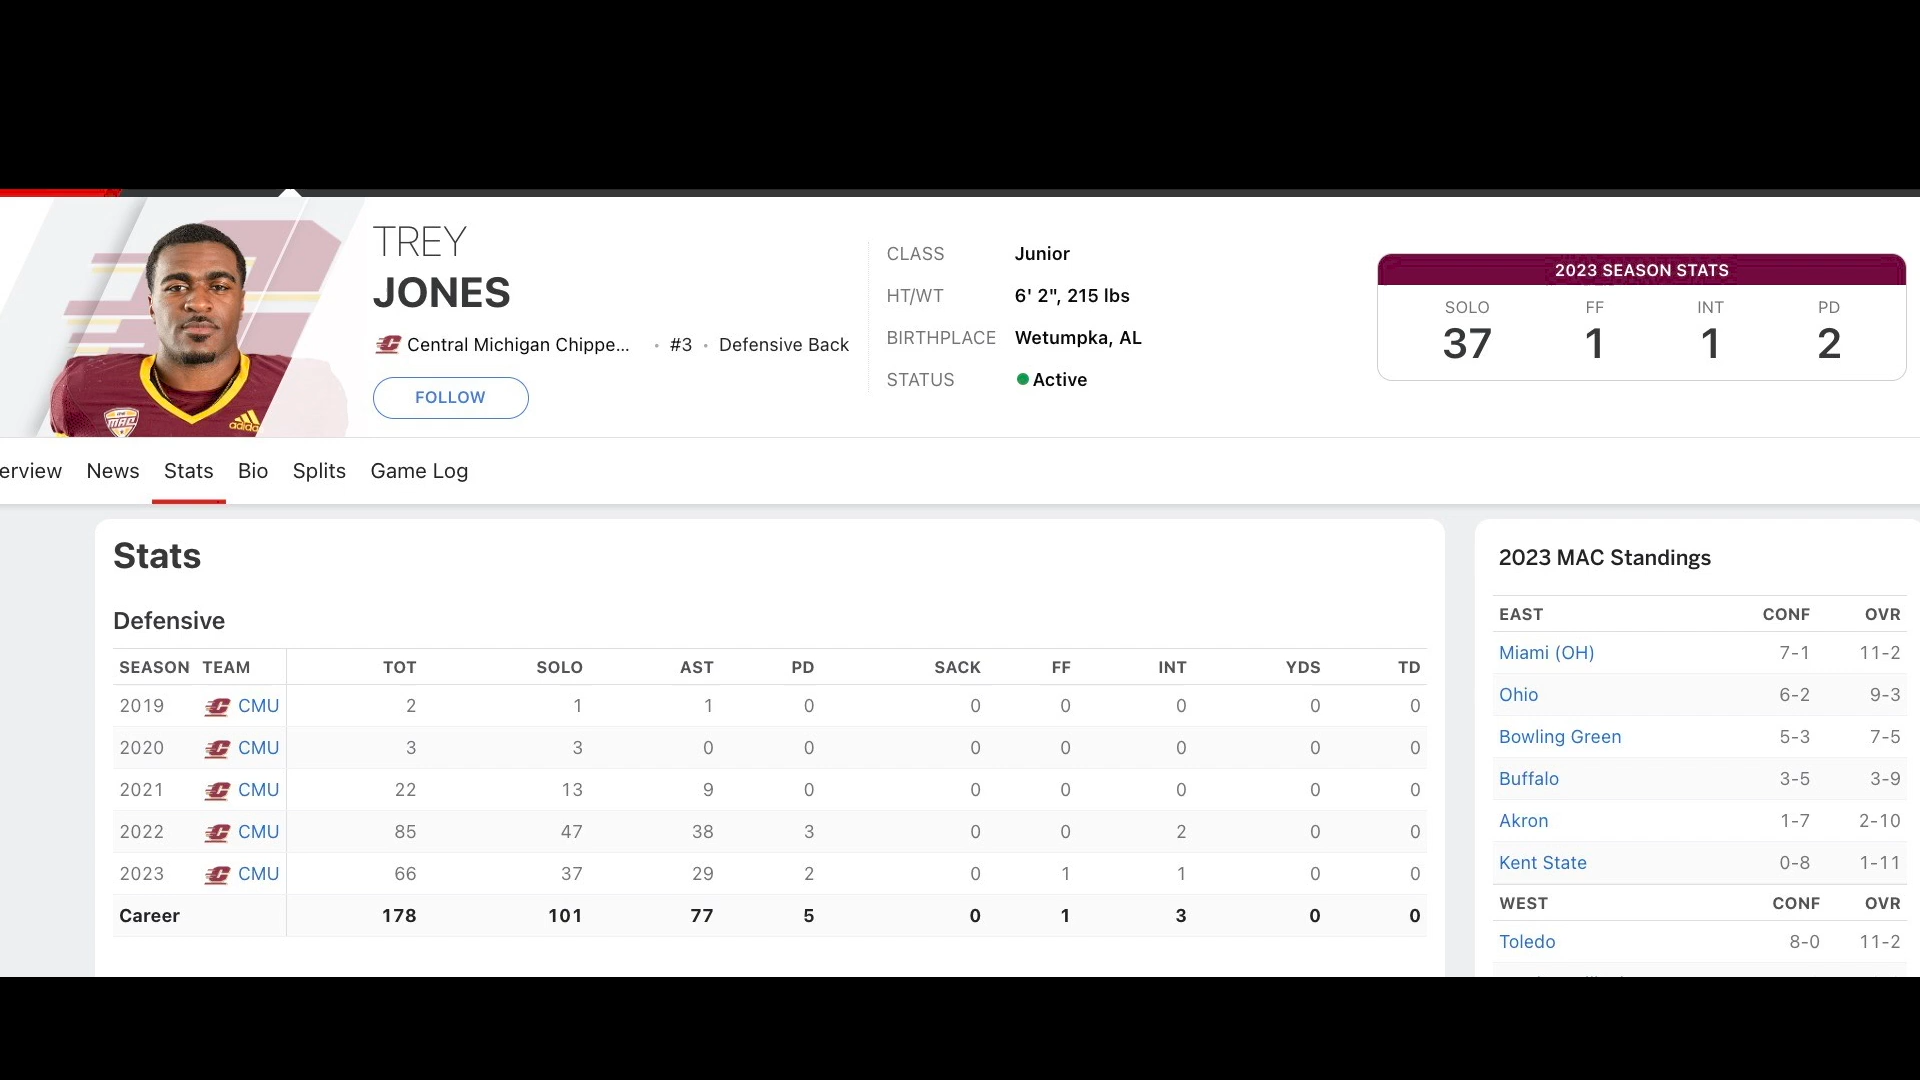 TREY
JONES
Central Michigan Chippe... · #3 · Defensive Back
FOLLOW
CLASS Junior
HT/WT 6' 2", 215 lbs
BIRTHPLACE Wetumpka, AL
STATUS Active
2023 SEASON STATS
SOLO FF INT PD
37 1 1 2
MAC
adidas
erview News Stats Bio Splits Game Log
Stats
Defensive
SEASON TEAM TOT SOLO AST PD SACK FF INT YDS TD
2019 CMU 2 1 1 0 0 0 0 0 0
2020 CMU 3 3 0 0 0 0 0 0 0
2021 CMU 22 13 9 0 0 0 0 0 0
2022 CMU 85 47 38 3 0 0 2 0 0
2023 CMU 66 37 29 2 0 1 1 0 0
Career 178 101 77 5 0 1 3 0 0
2023 MAC Standings
EAST CONF OVR
Miami (OH) 7-1 11-2
Ohio 6-2 9-3
Bowling Green 5-3 7-5
Buffalo 3-5 3-9
Akron 1-7 2-10
Kent State 0-8 1-11
WEST CONF OVR
Toledo 8-0 11-2